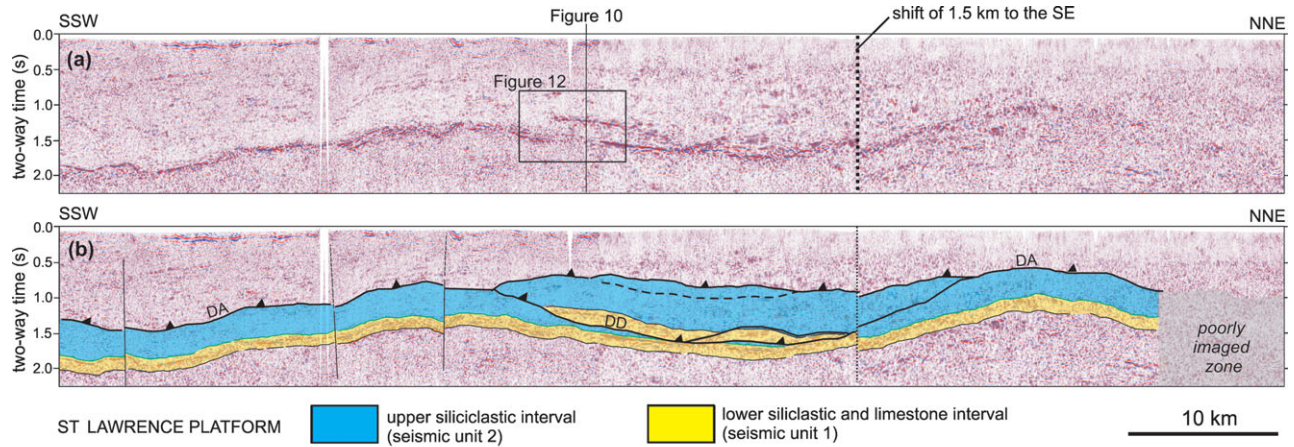 Figure 10
shift of 1.5 km to the SE
SSW
NNE
0.0
(a)
0.5
Figure 12
1.0
1.5
2.0
two-way time (s)
SSW
NNE
0.0
(b)
0.5
DA
DA
1.0
DD
1.5
2.0
two-way time (s)
poorly
imaged
zone
ST LAWRENCE PLATFORM
upper siliciclastic interval
(seismic unit 2)
lower siliclastic and limestone interval
(seismic unit 1)
10 km